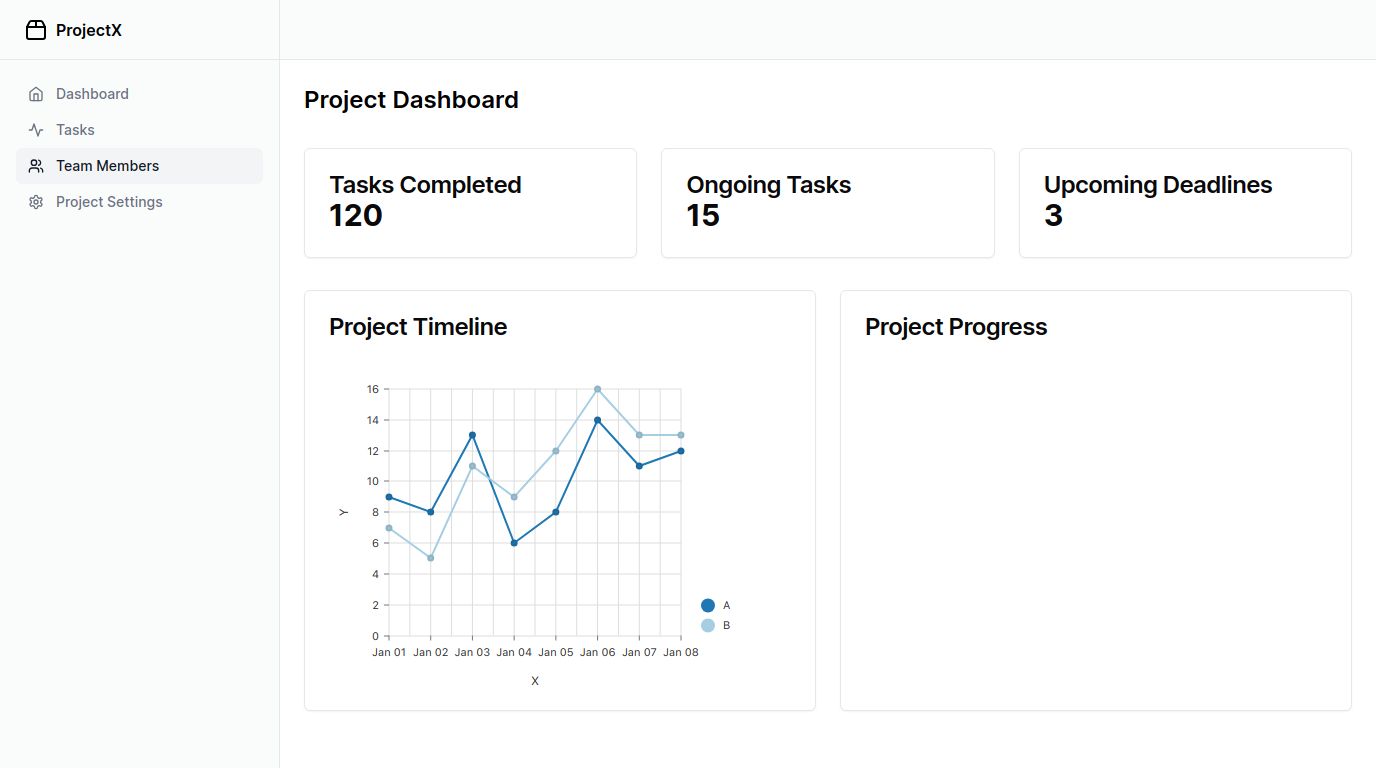 ProjectX
Dashboard
Tasks
Team Members
Project Settings
Project Dashboard
Tasks Completed
120
Ongoing Tasks
15
Upcoming Deadlines
3
Project Timeline
16
14
12
10
8
6
4
2
0
Y
Jan 01 Jan 02 Jan 03 Jan 04 Jan 05 Jan 06 Jan 07 Jan 08
X
A
B
Project Progress